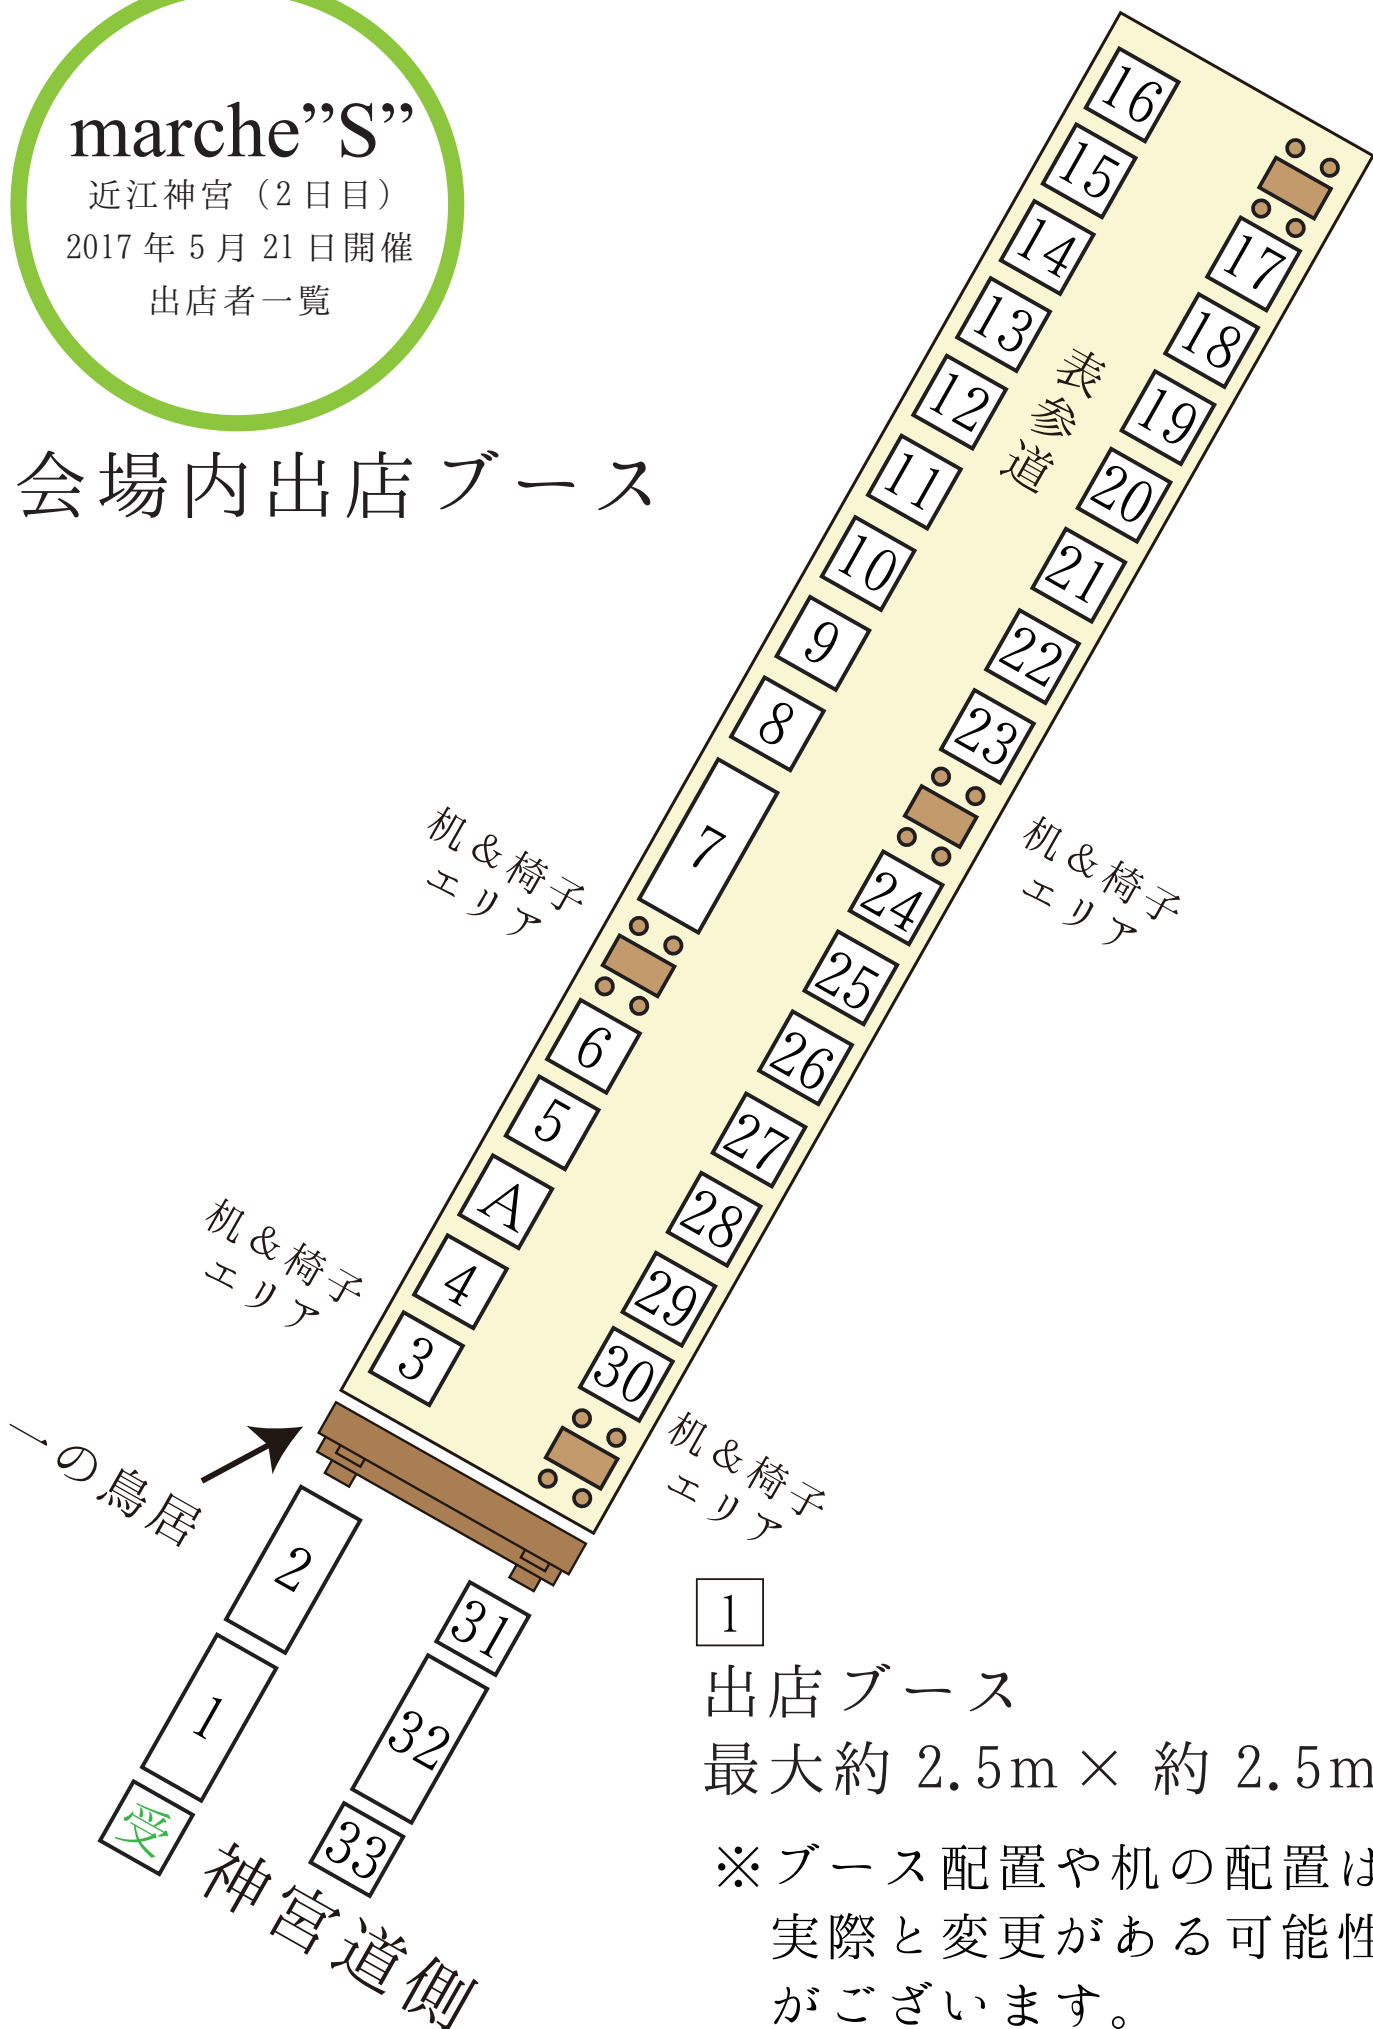 marche”S”
近江神宮（2日目）
2017年5月21日開催
出店者一覧
会場内出店ブース
16
15
14
13
12
11
10
9
8
7
6
5
A
4
3
17
18
19
20
21
22
23
24
25
26
27
28
29
30
表参道
机＆椅子
エリア
机＆椅子
エリア
机＆椅子
エリア
机＆椅子
エリア
一の鳥居
2
1
受
31
32
33
神宮道側
1
出店ブース
最大約 2.5m × 約 2.5m
※ブース配置や机の配置は
実際と変更がある可能性
がございます。